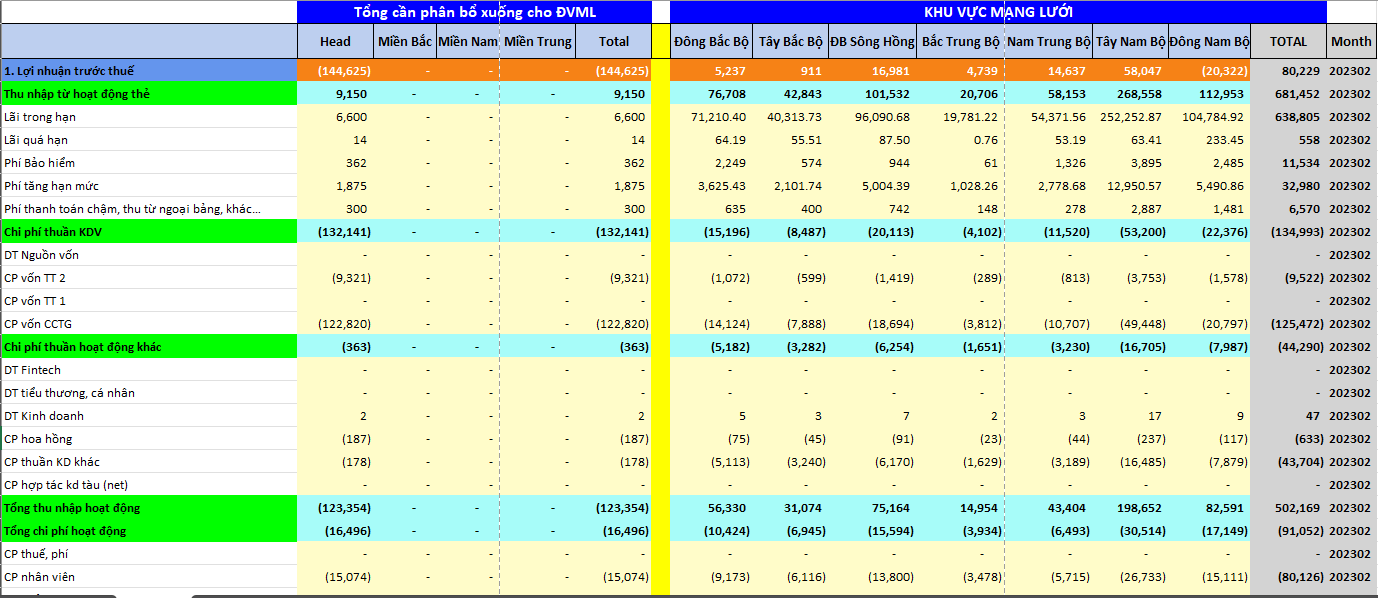 Tổng cần phân bổ xuống cho ĐVML KHU VỰC MẠNG LƯỚI
Head Miền Bắc Miền Nam Miền Trung Total Đông Bắc Bộ Tây Bắc Bộ ĐB Sông Hồng Bắc Trung Bộ Nam Trung Bộ Tây Nam Bộ Đông Nam Bộ TOTAL Month
1. Lợi nhuận trước thuế (144,625) - - - (144,625) 5,237 911 16,981 4,739 14,637 58,047 (20,322) 80,229 202302
Thu nhập từ hoạt động thẻ 9,150 - - - 9,150 76,708 42,843 101,532 20,706 58,153 268,558 112,953 681,452 202302
Lãi trong hạn 6,600 - - - 6,600 71,210.40 40,313.73 96,090.68 19,781.22 54,371.56 252,252.87 104,784.92 638,805 202302
Lãi quá hạn 14 - - - 14 64.19 55.51 87.50 0.76 53.19 63.41 233.45 558 202302
Phí Bảo hiểm 362 - - - 362 2,249 574 944 61 1,326 3,895 2,485 11,534 202302
Phí tăng hạn mức 1,875 - - - 1,875 3,625.43 2,101.74 5,004.39 1,028.26 2,778.68 12,950.57 5,490.86 32,980 202302
Phí thanh toán chậm, thu từ ngoại bảng, khác... 300 - - - 300 635 400 742 148 278 2,887 1,481 6,570 202302
Chi phí thuần KDV (132,141) - - - (132,141) (15,196) (8,487) (20,113) (4,102) (11,520) (53,200) (22,376) (134,993) 202302
DT Nguồn vốn - - - - - - - - - - - - - 202302
CP vốn TT 2 (9,321) - - - (9,321) (1,072) (599) (1,419) (289) (813) (3,753) (1,578) (9,522) 202302
CP vốn TT 1 - - - - - - - - - - - - - 202302
CP vốn CCTG (122,820) - - - (122,820) (14,124) (7,888) (18,694) (3,812) (10,707) (49,448) (20,797) (125,472) 202302
Chi phí thuần hoạt động khác (363) - - - (363) (5,182) (3,282) (6,254) (1,651) (3,230) (16,705) (7,987) (44,290) 202302
DT Fintech - - - - - - - - - - - - - 202302
DT tiểu thương, cá nhân - - - - - - - - - - - - - 202302
DT Kinh doanh 2 - - - 2 5 3 7 2 3 17 9 47 202302
CP hoa hồng (187) - - - (187) (75) (45) (91) (23) (44) (237) (117) (633) 202302
CP thuần KD khác (178) - - - (178) (5,113) (3,240) (6,170) (1,629) (3,189) (16,485) (7,879) (43,704) 202302
CP hợp tác kd tàu (net) - - - - - - - - - - - - - 202302
Tổng thu nhập hoạt động (123,354) - - - (123,354) 56,330 31,074 75,164 14,954 43,404 198,652 82,591 502,169 202302
Tổng chi phí hoạt động (16,496) - - - (16,496) (10,424) (6,945) (15,594) (3,934) (6,493) (30,514) (17,149) (91,052) 202302
CP thuế, phí - - - - - - - - - - - - - 202302
CP nhân viên (15,074) - - - (15,074) (9,173) (6,116) (13,800) (3,478) (5,715) (26,733) (15,111) (80,126) 202302